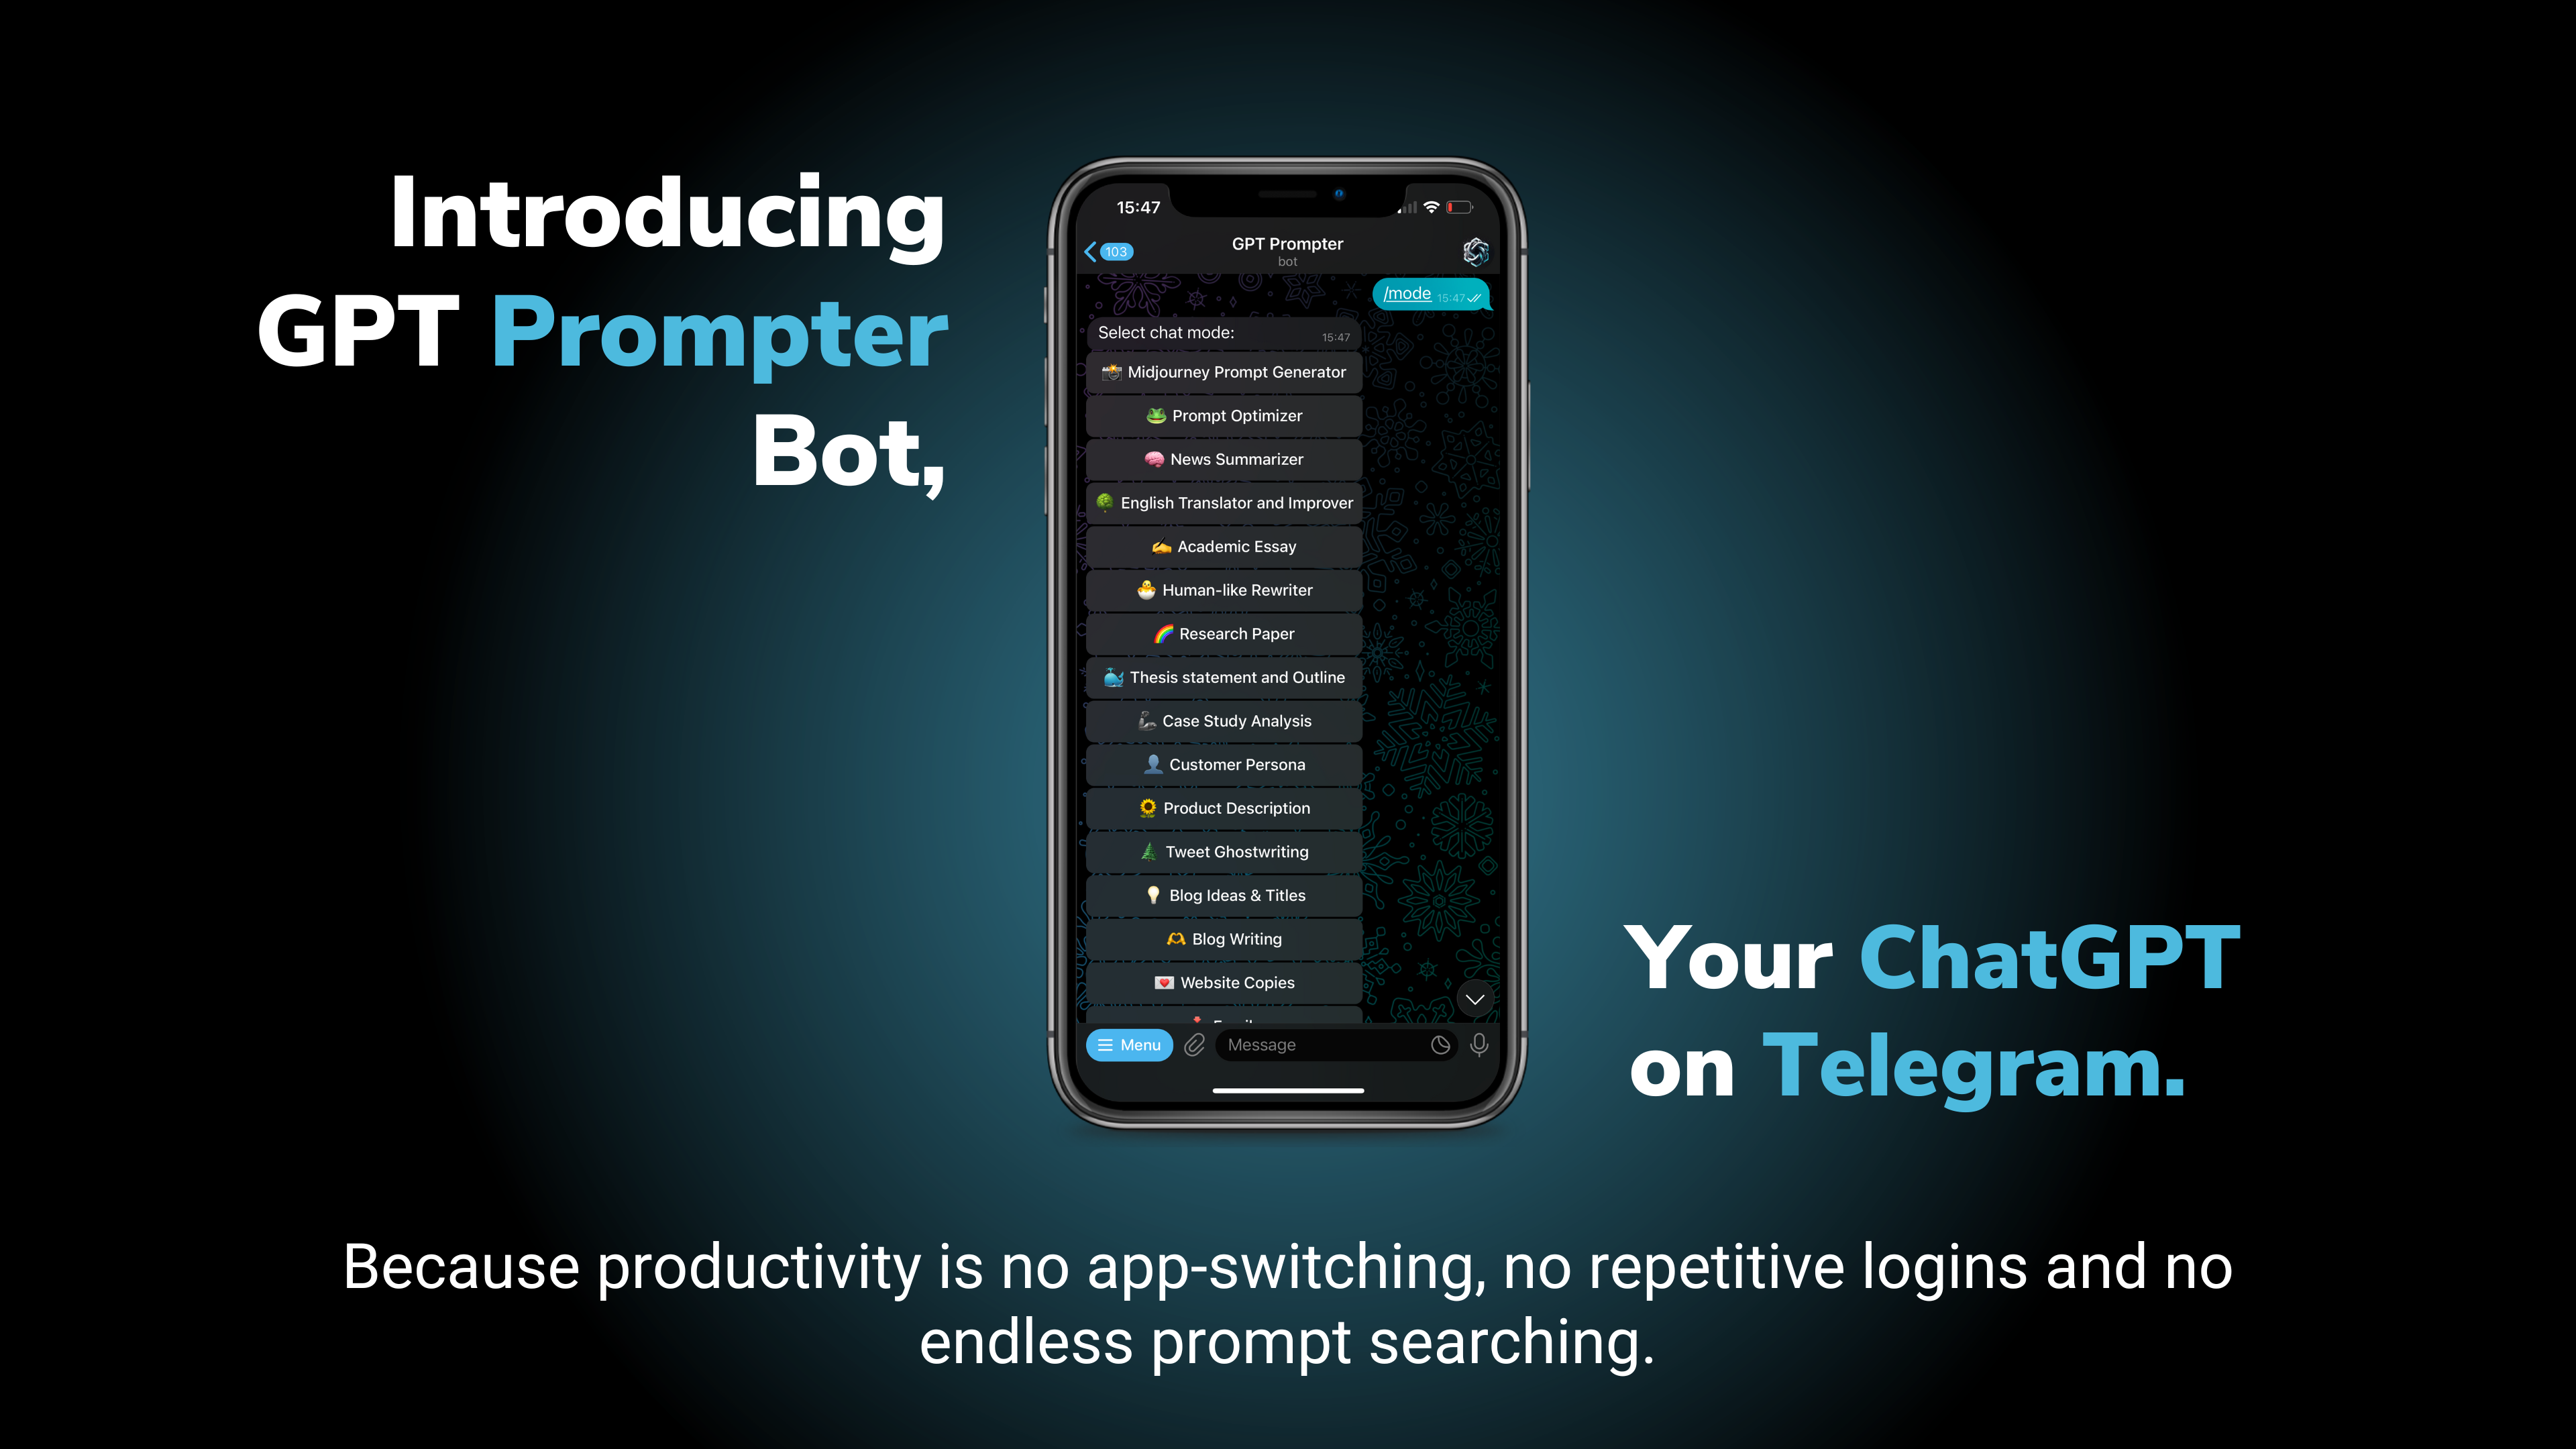 Introducing
GPT Prompter
Bot,
15:47
103
GPT Prompter
bot
/mode 15:47
Select chat mode: 15:47
Midjourney Prompt Generator
Prompt Optimizer
News Summarizer
English Translator and Improver
Academic Essay
Human-like Rewriter
Research Paper
Thesis statement and Outline
Case Study Analysis
Customer Persona
Product Description
Tweet Ghostwriting
Blog Ideas & Titles
Blog Writing
Website Copies
Menu
Message
Your ChatGPT
on Telegram.
Because productivity is no app-switching, no repetitive logins and no
endless prompt searching.